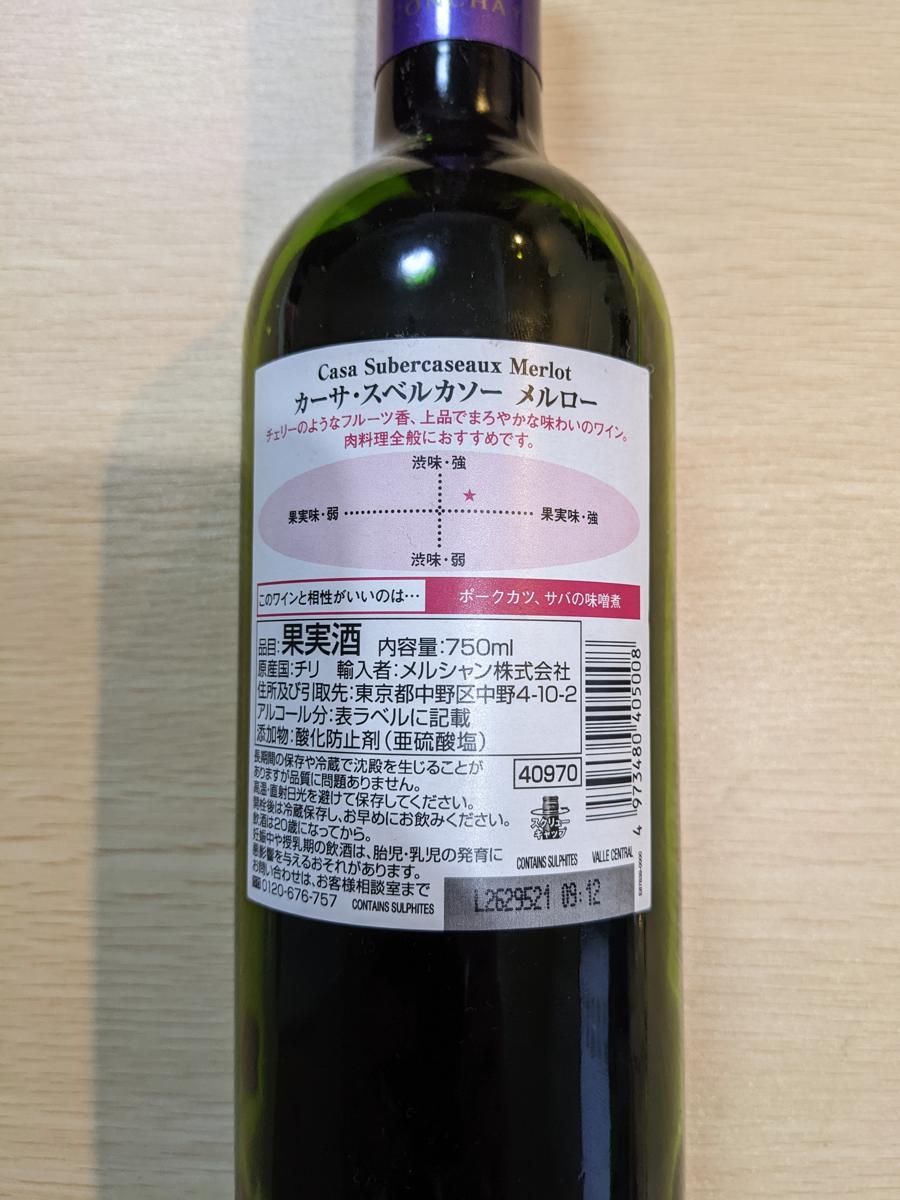 CONCHA Y
Casa Subercaseaux Merlot
カーサ・スベルカソー メルロー
チェリーのようなフルーツ香、上品でまろやかな味わいのワイン。
肉料理全般におすすめです。
渋味・強
★
果実味・弱 果実味・強
渋味・弱
このワインと相性がいいのは… ポークカツ、サバの味噌煮
品目:果実酒 内容量:750ml
原産国:チリ 輸入者:メルシャン株式会社
住所及び引取先:東京都中野区中野4-10-2
アルコール分:表ラベルに記載
添加物:酸化防止剤(亜硫酸塩)
長期間の保存や冷蔵で沈殿を生じることが
ありますが品質に問題ありません。
高温・直射日光を避けて保存してください。
開栓後は冷蔵保存し、お早めにお飲みください。
飲酒は20歳になってから。
妊娠中や授乳期の飲酒は、胎児・乳児の発育に
悪影響を与えるおそれがあります。
お問い合わせは、お客様相談室まで
0120-676-757 CONTAINS SULPHITES
40970
スクリューキャップ
CONTAINS SULPHITES VALLE CENTRAL
4 973480 405008
L2629521 09:12